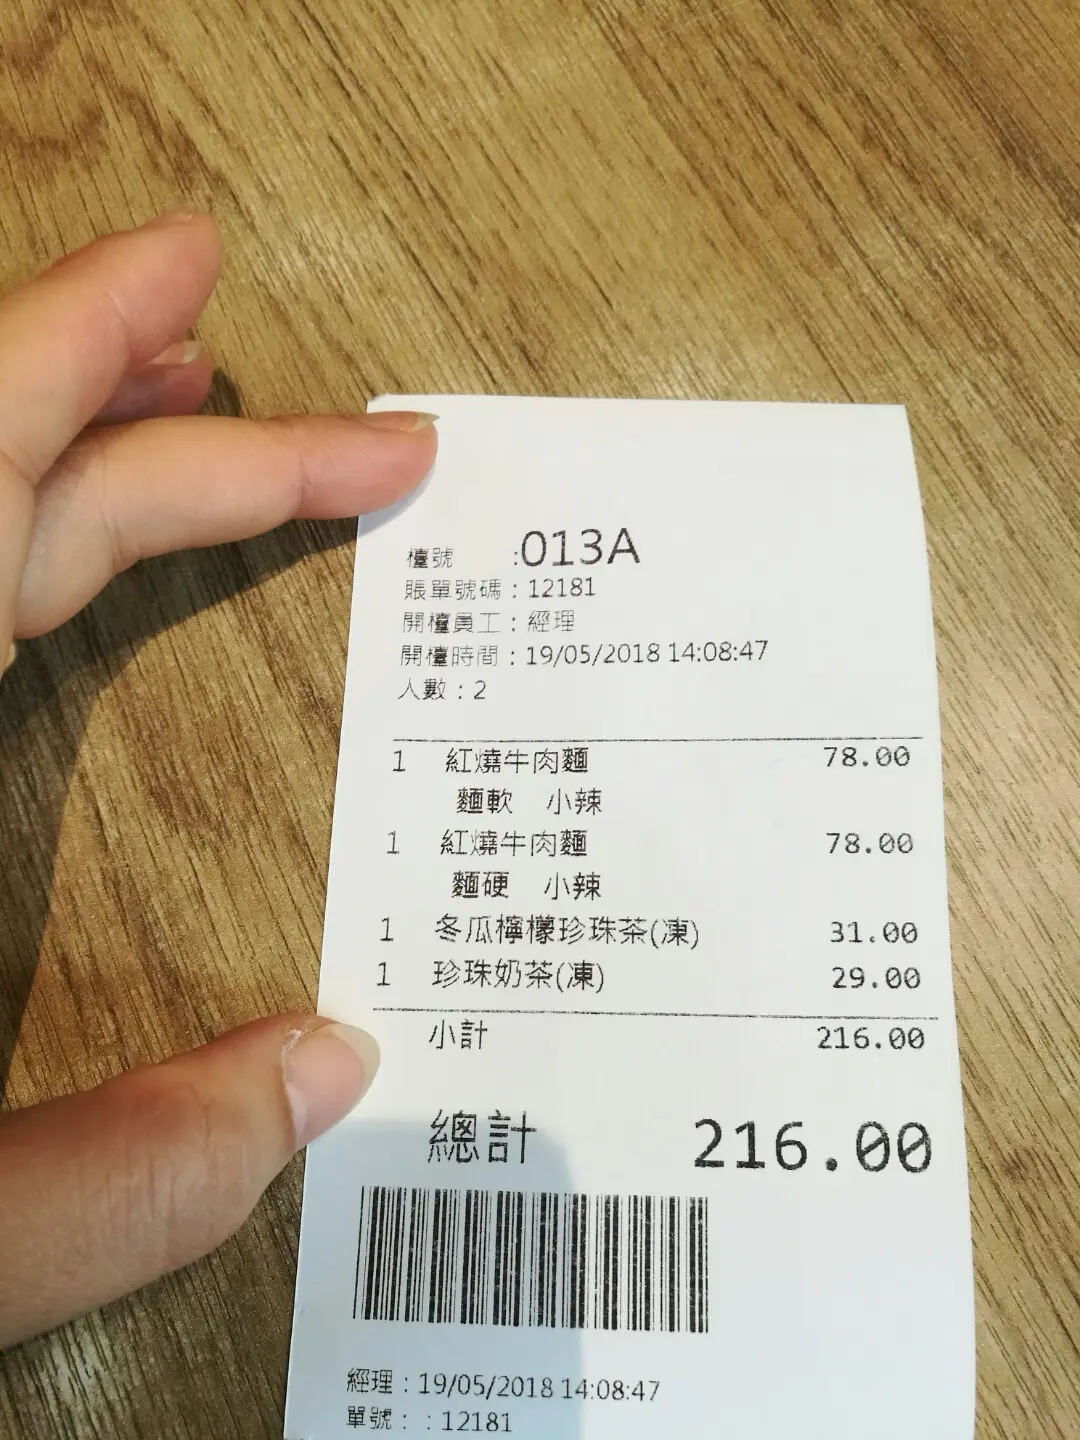 檯號 :013A
賬單號碼：12181
開檯員工：經理
開檯時間：19/05/2018 14:08:47
人數：2
1 紅燒牛肉麵 78.00
麵軟 小辣
1 紅燒牛肉麵 78.00
麵硬 小辣
1 冬瓜檸檬珍珠茶(凍) 31.00
1 珍珠奶茶(凍) 29.00
小計 216.00
總計 216.00
經理：19/05/2018 14:08:47
單號：：12181